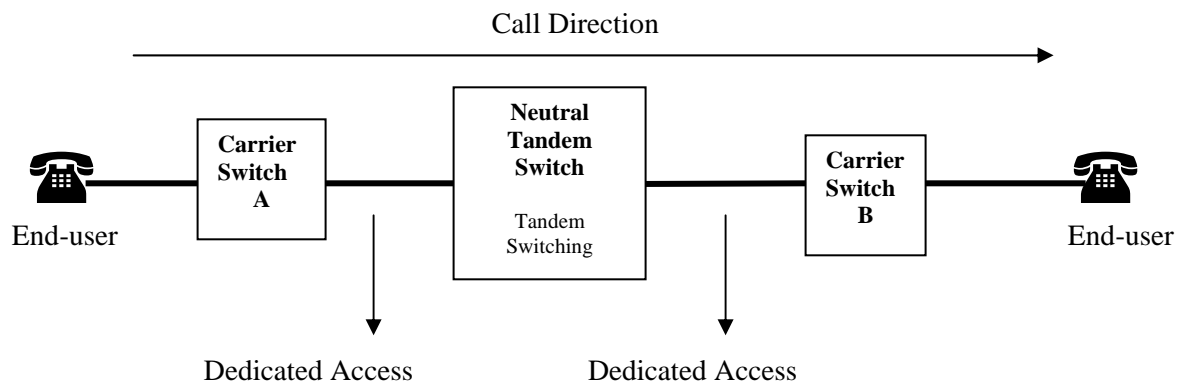 Call Direction
Carrier
Switch
A
Neutral
Tandem
Switch
Tandem
Switching
Carrier
Switch
B
End-user
End-user
Dedicated Access
Dedicated Access